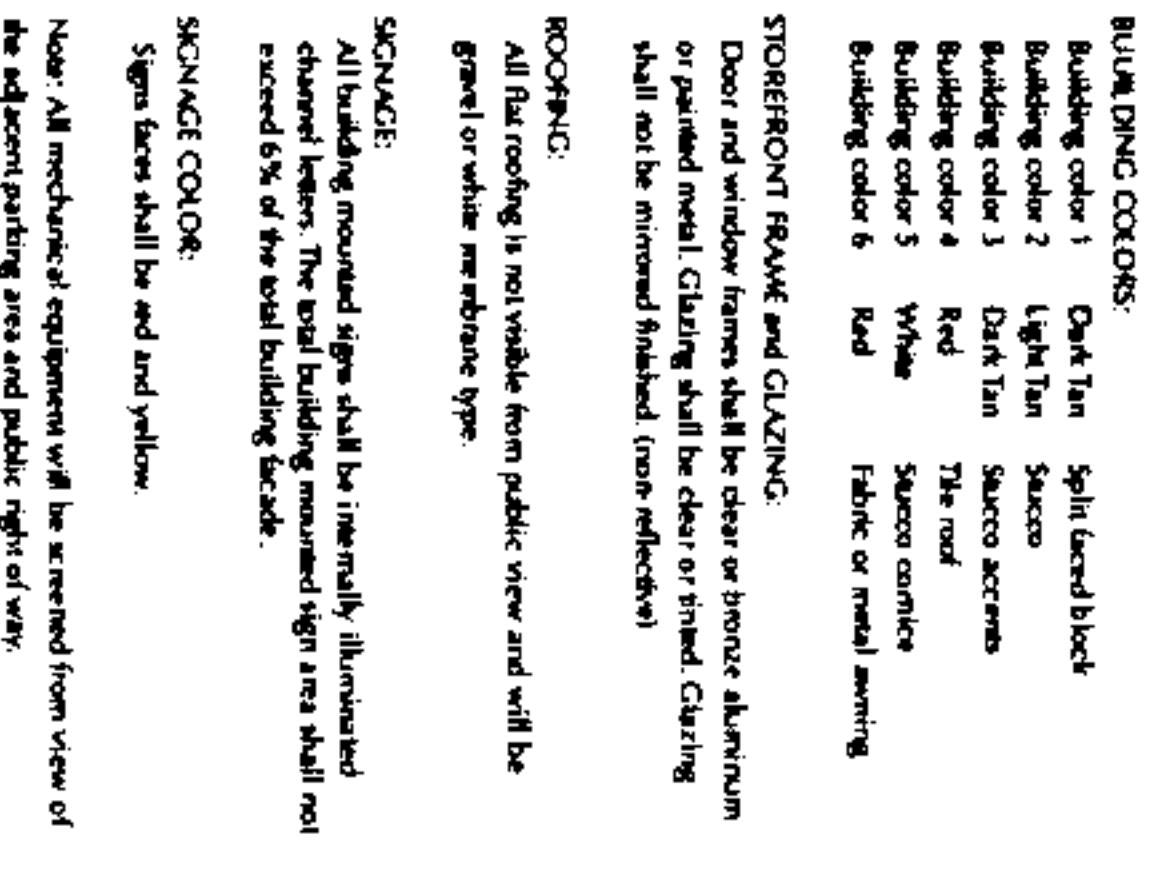 BUILDING COLORS:
Building color 1 Dark Tan Split faced block
Building color 2 Light Tan Stucco
Building color 3 Dark Tan Stucco accents
Building color 4 Red Tile roof
Building color 5 White Stucco cornice
Building color 6 Red Fabric or metal awning
STOREFRONT FRAME and GLAZING:
Door and window frames shall be clear or bronze aluminum
or painted metal. Glazing shall be clear or tinted. Glazing
shall not be mirrored finished. (non-reflective)
ROOFING:
All flat roofing is not visible from public view and will be
gravel or white membrane type.
SIGNAGE:
All building mounted signs shall be internally illuminated
channel letters. The total building mounted sign area shall not
exceed 6% of the total building facade.
SIGNAGE COLOR:
Signs faces shall be red and yellow.
Note: All mechanical equipment will be screened from view of
the adjacent parking area and public right of way.